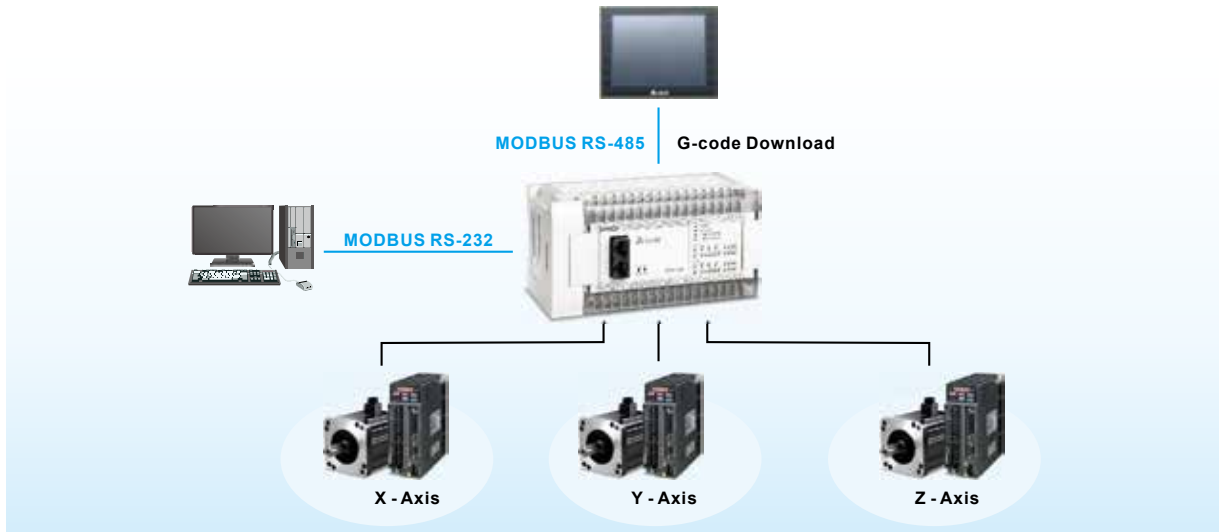 MODBUS RS-485 G-code Download
MODBUS RS-232
X - Axis
Y - Axis
Z - Axis